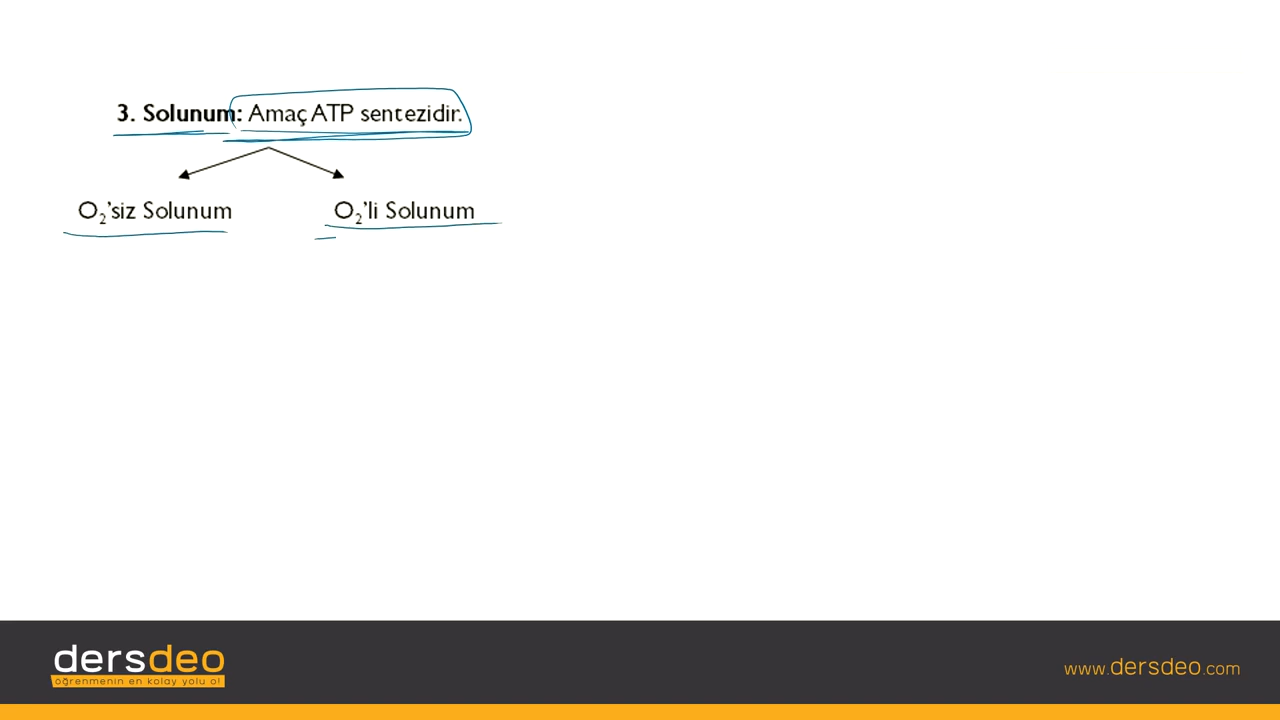 3. Solunum: Amaç ATP sentezidir.
O₂'siz Solunum
O₂'li Solunum
dersdeo
öğrenmenin en kolay yolu o!
www.dersdeo.com